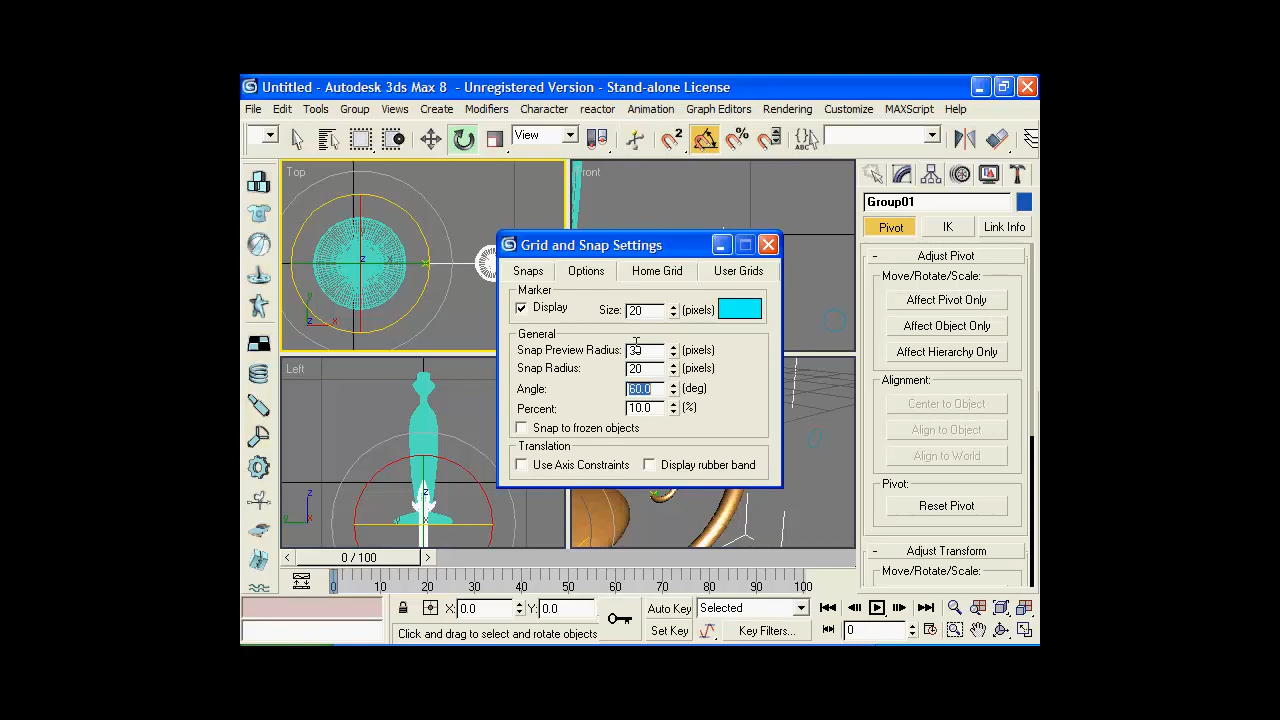 Untitled - Autodesk 3ds Max 8 - Unregistered Version - Stand-alone License
File Edit Tools Group Views Create Modifiers Character reactor Animation Graph Editors Rendering Customize MAXScript Help
View
Top
Front
Group01
Pivot IK Link Info
Grid and Snap Settings
Snaps Options Home Grid User Grids
Marker
Display Size: 20 (pixels)
General
Snap Preview Radius: (pixels)
Snap Radius: 20 (pixels)
Angle: 60.0 (deg)
Percent: 10.0 (%)
Snap to frozen objects
Translation
Use Axis Constraints Display rubber band
Left
- Adjust Pivot
Move/Rotate/Scale:
Affect Pivot Only
Affect Object Only
Affect Hierarchy Only
Alignment:
Center to Object
Align to Object
Align to World
Pivot:
Reset Pivot
- Adjust Transform
Move/Rotate/Scale:
< 0 / 100 >
0 10 20 30 40 50 60 70 80 90 100
X: 0.0 Y: 0.0 Auto Key Selected
Click and drag to select and rotate objects Set Key Key Filters... 0